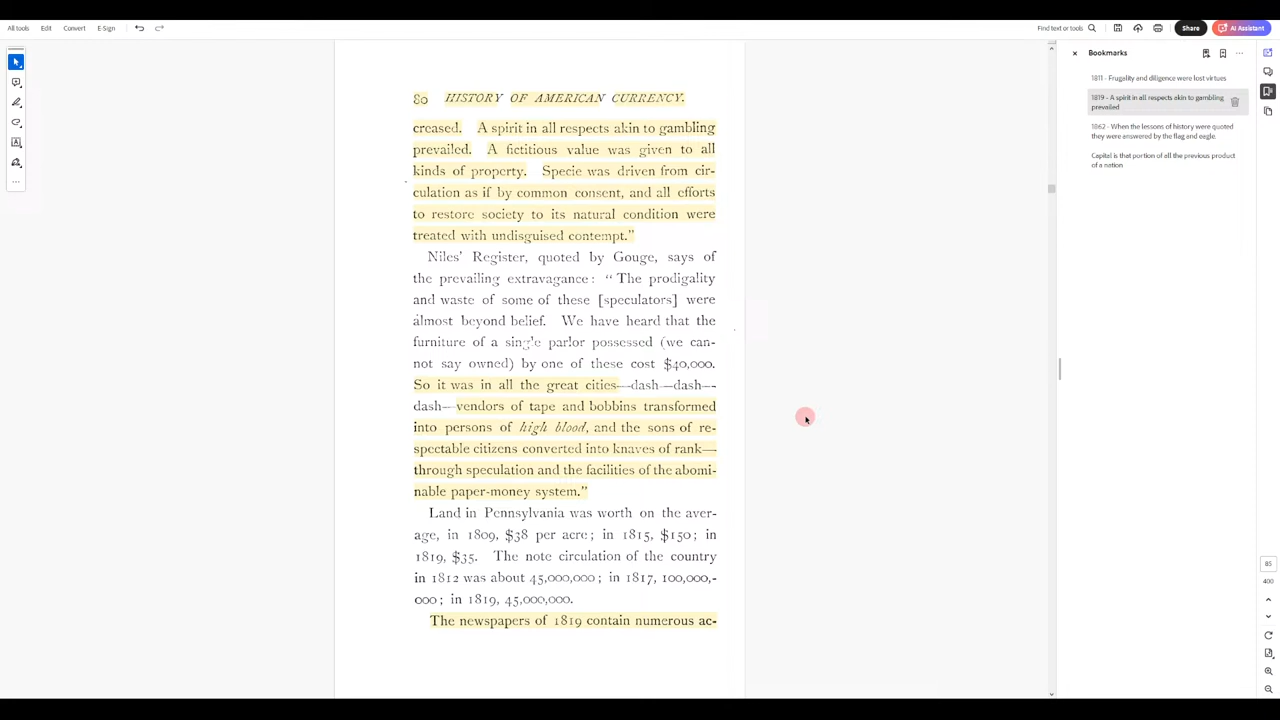 All tools Edit Convert E-Sign
Find text or tools
Share
AI Assistant
80 HISTORY OF AMERICAN CURRENCY.
creased. A spirit in all respects akin to gambling
prevailed. A fictitious value was given to all
kinds of property. Specie was driven from cir-
culation as if by common consent, and all efforts
to restore society to its natural condition were
treated with undisguised contempt."
Niles' Register, quoted by Gouge, says of
the prevailing extravagance: "The prodigality
and waste of some of these [speculators] were
almost beyond belief. We have heard that the
furniture of a single parlor possessed (we can-
not say owned) by one of these cost $40,000.
So it was in all the great cities—dash—dash—
dash—vendors of tape and bobbins transformed
into persons of high blood, and the sons of re-
spectable citizens converted into knaves of rank—
through speculation and the facilities of the abomi-
nable paper-money system."
Land in Pennsylvania was worth on the aver-
age, in 1809, $38 per acre; in 1815, $150; in
1819, $35. The note circulation of the country
in 1812 was about 45,000,000; in 1817, 100,000,-
000; in 1819, 45,000,000.
The newspapers of 1819 contain numerous ac-
Bookmarks
1811 - Frugality and diligence were lost virtues
1819 - A spirit in all respects akin to gambling
prevailed
1862 - When the lessons of history were quoted
they were answered by the flag and eagle.
Capital is that portion of all the previous product
of a nation
85
400